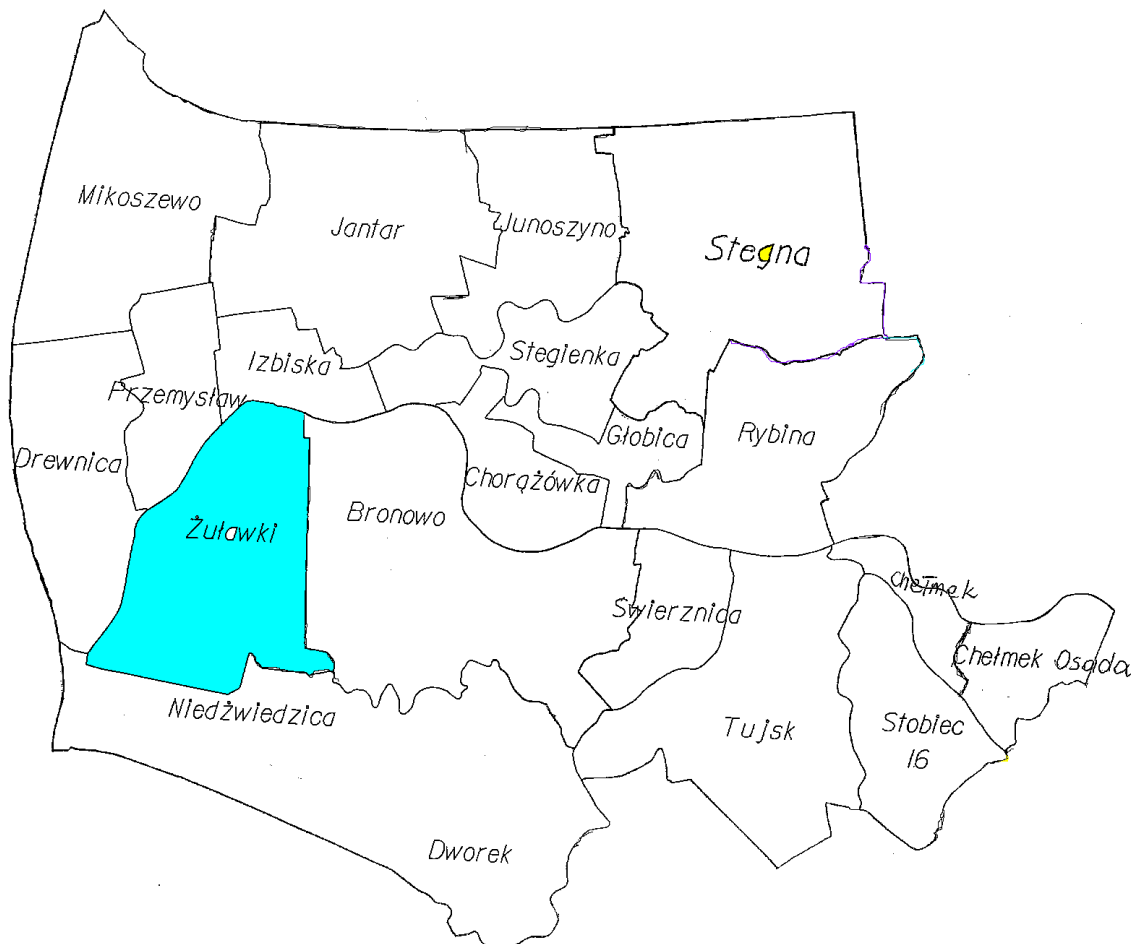 Mikoszewo
Jantar
Junoszyno
Stegna
Izbiska
Stegienka
Przemysław
Głobica
Rybina
Drewnica
Chorążówka
Żuławki
Bronowo
Chełmek
Świerznica
Chełmek Osada
Niedźwiedzica
Tujsk
Stobiec
16
Dworek